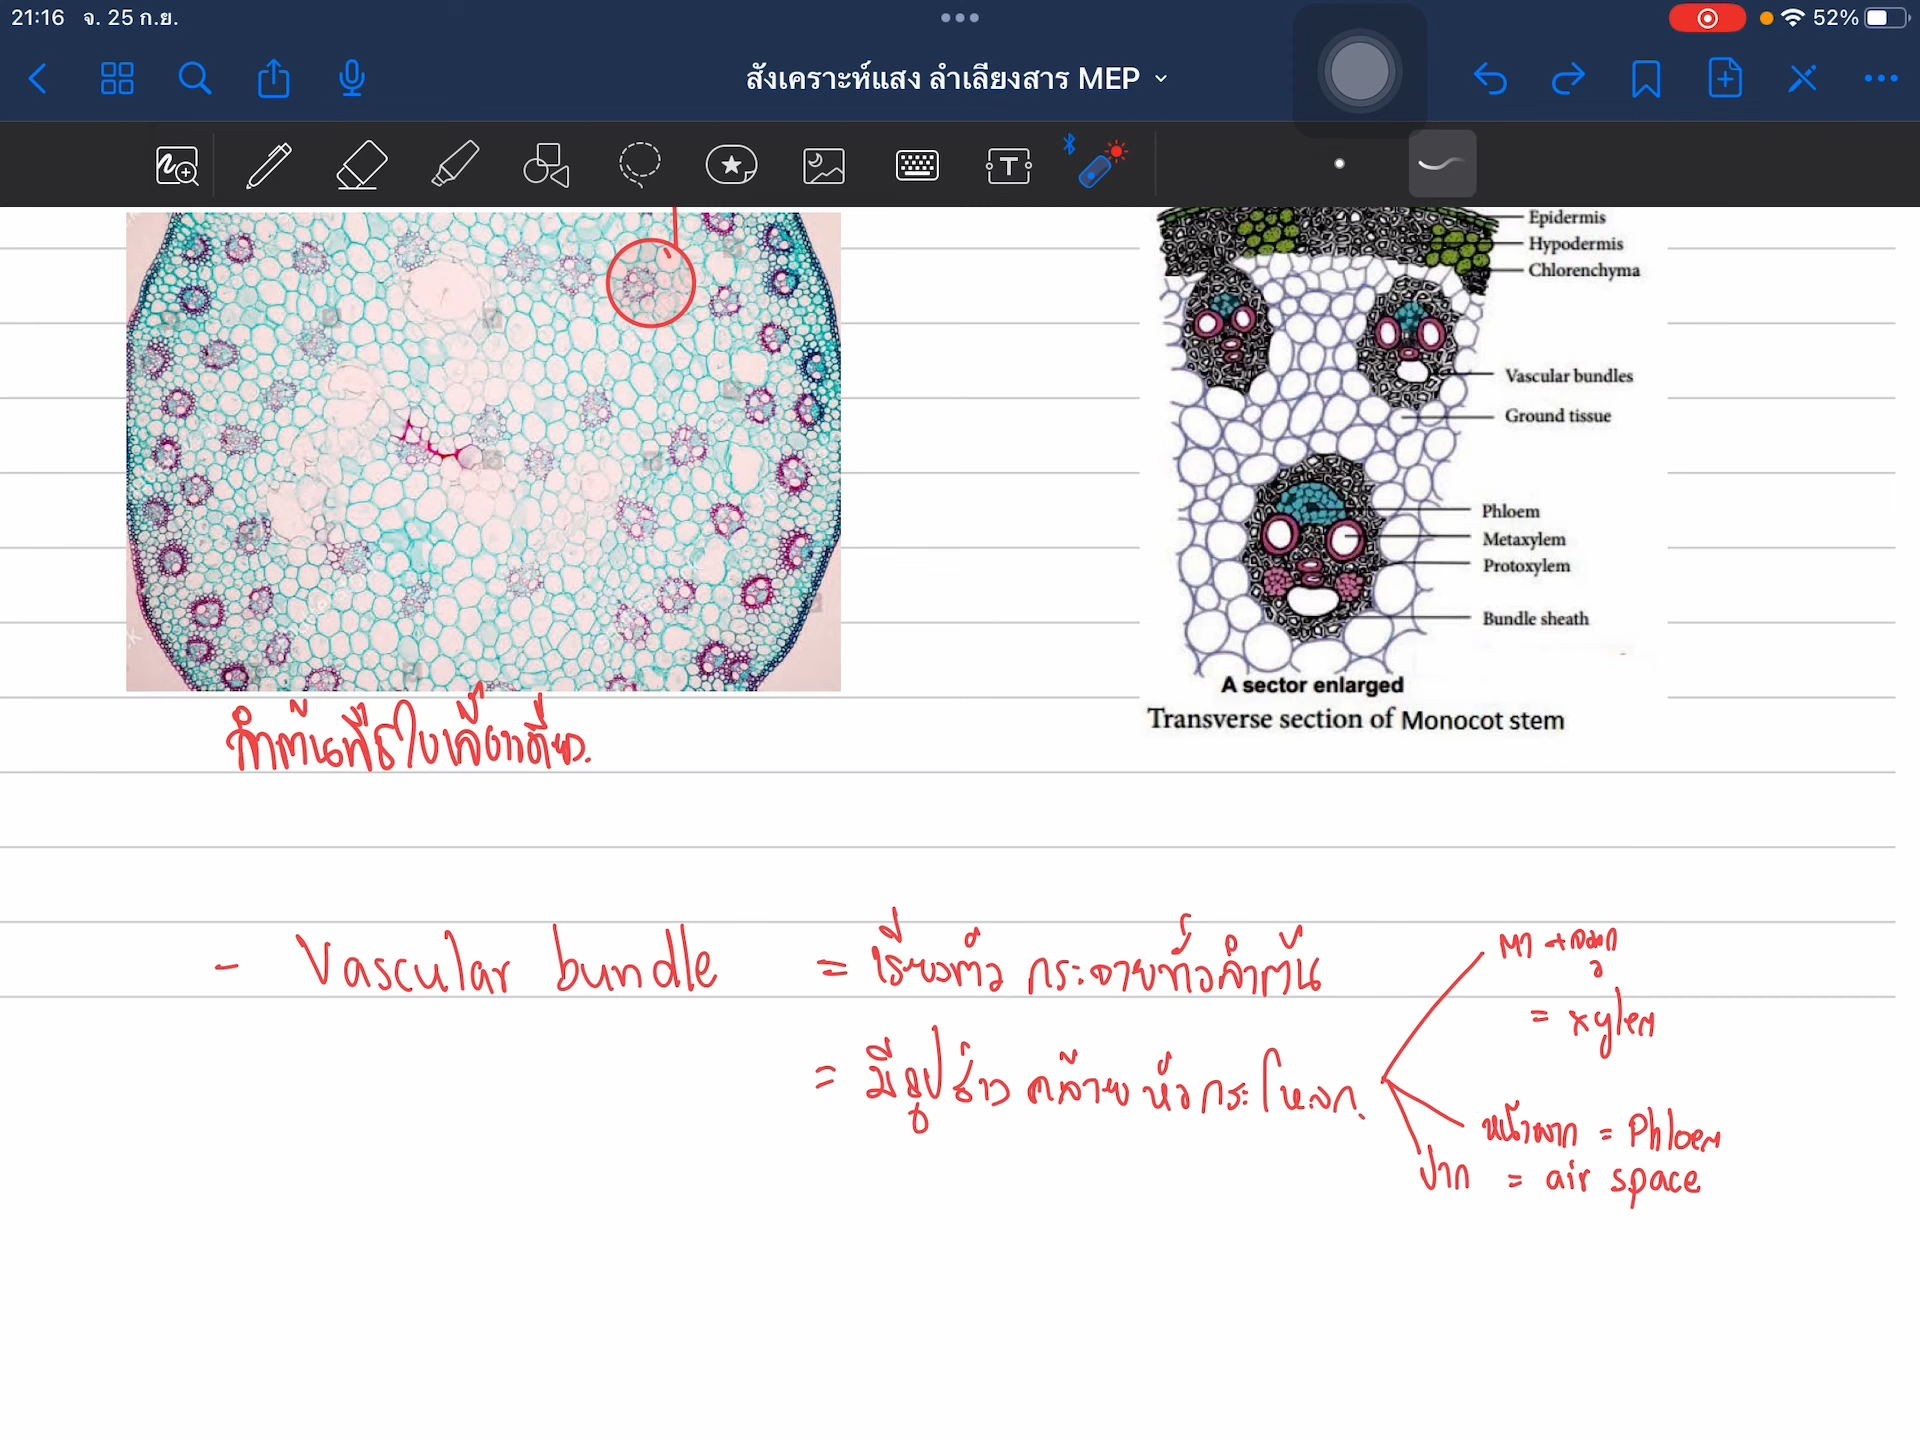 21:16 จ. 25 ก.ย.
52%
สังเคราะห์แสง ลำเลียงสาร MEP
Epidermis
Hypodermis
Chlorenchyma
Vascular bundles
Ground tissue
Phloem
Metaxylem
Protoxylem
Bundle sheath
A sector enlarged
Transverse section of Monocot stem
ลำต้นพืชใบเลี้ยงเดี่ยว.
- Vascular bundle = เรียงตัว กระจายทั่วลำต้น
ตา + จมูก
= xylem
= มีรูปร่าง คล้าย หัวกระโหลก.
หน้าผาก = Phloem
ปาก = air space